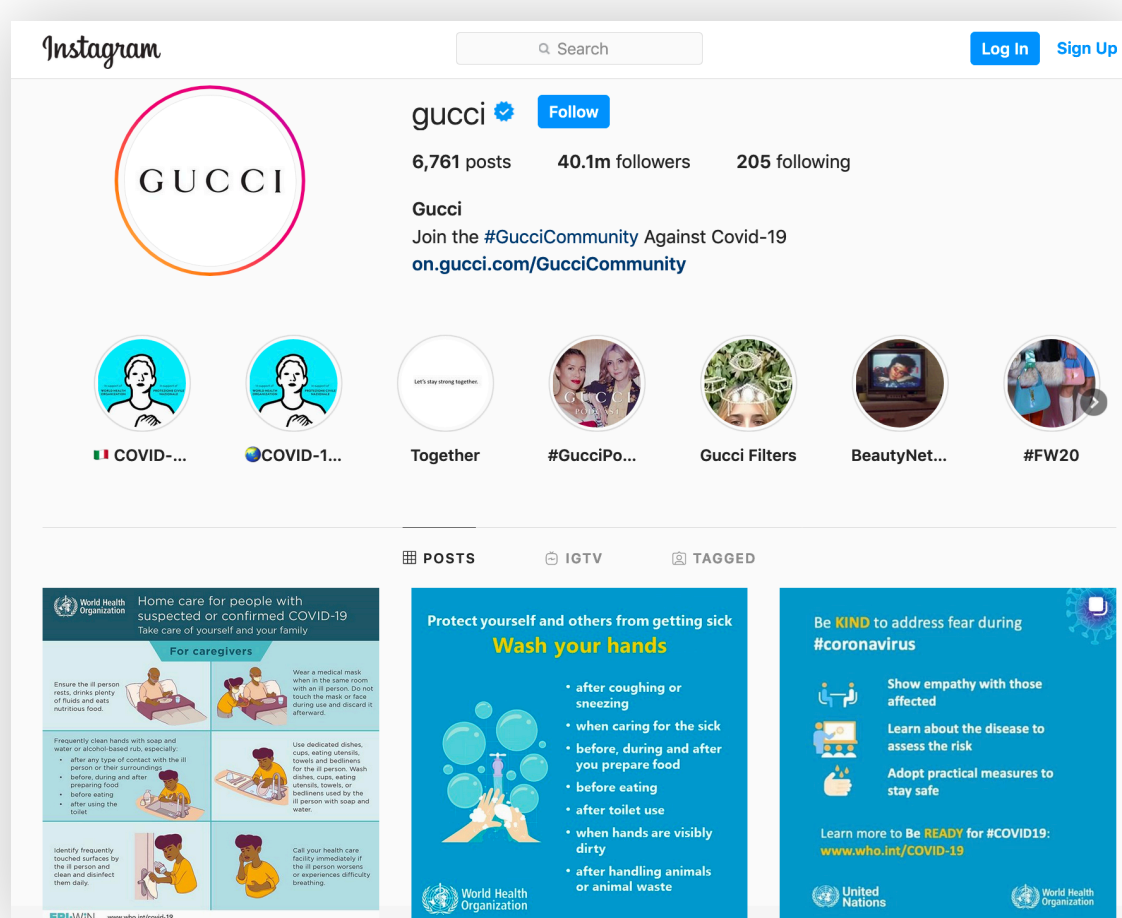 Instagram
Search
Log In
Sign Up
GUCCI
gucci
Follow
6,761 posts
40.1m followers
205 following
Gucci
Join the #GucciCommunity Against Covid-19
on.gucci.com/GucciCommunity
Let's stay strong together.
GUCCI
PODCAST
🇮🇹 COVID-...
🌏COVID-1...
Together
#GucciPo...
Gucci Filters
BeautyNet...
#FW20
POSTS
IGTV
TAGGED
World Health
Organization
Home care for people with
suspected or confirmed COVID-19
Take care of yourself and your family
For caregivers
Ensure the ill person
rests, drinks plenty
of fluids and eats
nutritious food.
Wear a medical mask
when in the same room
with an ill person. Do not
touch the mask or face
during use and discard it
afterward.
Frequently clean hands with soap and
water or alcohol-based rub, especially:
• after any type of contact with the ill
person or their surroundings
• before, during and after
preparing food
• before eating
• after using the
toilet
Use dedicated dishes,
cups, eating utensils,
towels and bedlinens
for the ill person. Wash
dishes, cups, eating
utensils, towels, or
bedlinens used by the
ill person with soap and
water.
Identify frequently
touched surfaces by
the ill person and
clean and disinfect
them daily.
Call your health care
facility immediately if
the ill person worsens
or experiences difficulty
breathing.
EPI-WIN
www.who.int/covid-19
Protect yourself and others from getting sick
Wash your hands
• after coughing or
sneezing
• when caring for the sick
• before, during and after
you prepare food
• before eating
• after toilet use
• when hands are visibly
dirty
• after handling animals
or animal waste
World Health
Organization
Be KIND to address fear during
#coronavirus
Show empathy with those
affected
Learn about the disease to
assess the risk
Adopt practical measures to
stay safe
Learn more to Be READY for #COVID19:
www.who.int/COVID-19
United
Nations
World Health
Organization